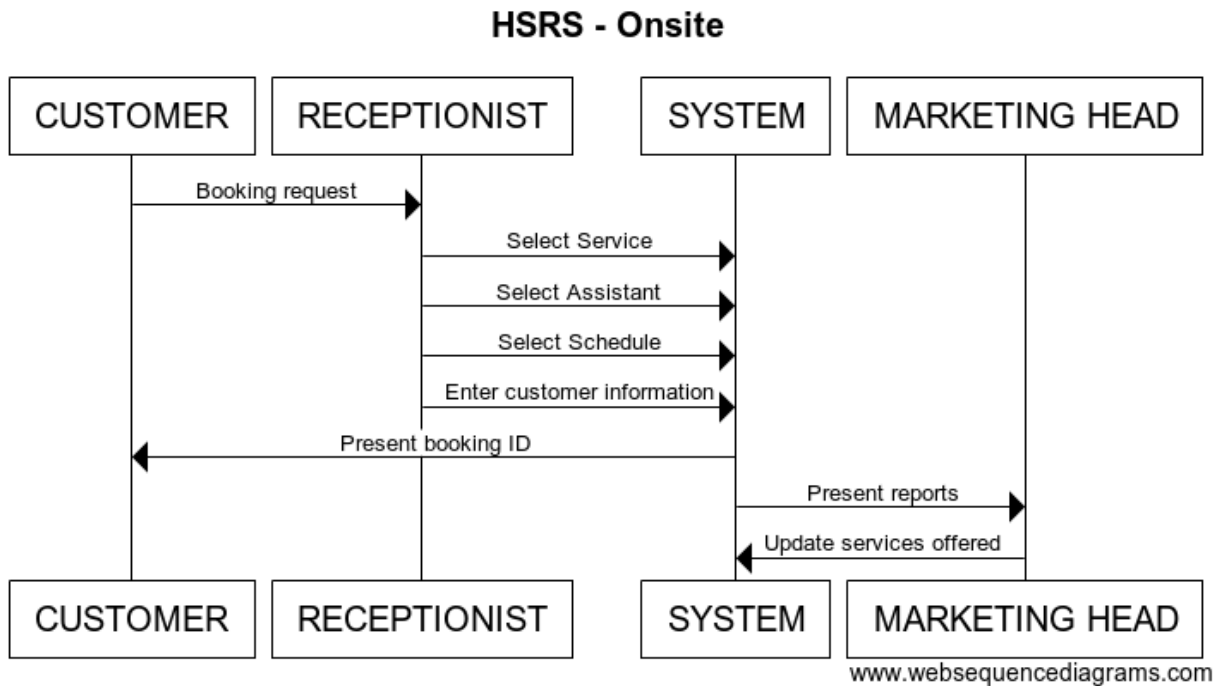 HSRS - Onsite
CUSTOMER
RECEPTIONIST
SYSTEM
MARKETING HEAD
Booking request
Select Service
Select Assistant
Select Schedule
Enter customer information
Present booking ID
Present reports
Update services offered
CUSTOMER
RECEPTIONIST
SYSTEM
MARKETING HEAD
www.websequencediagrams.com